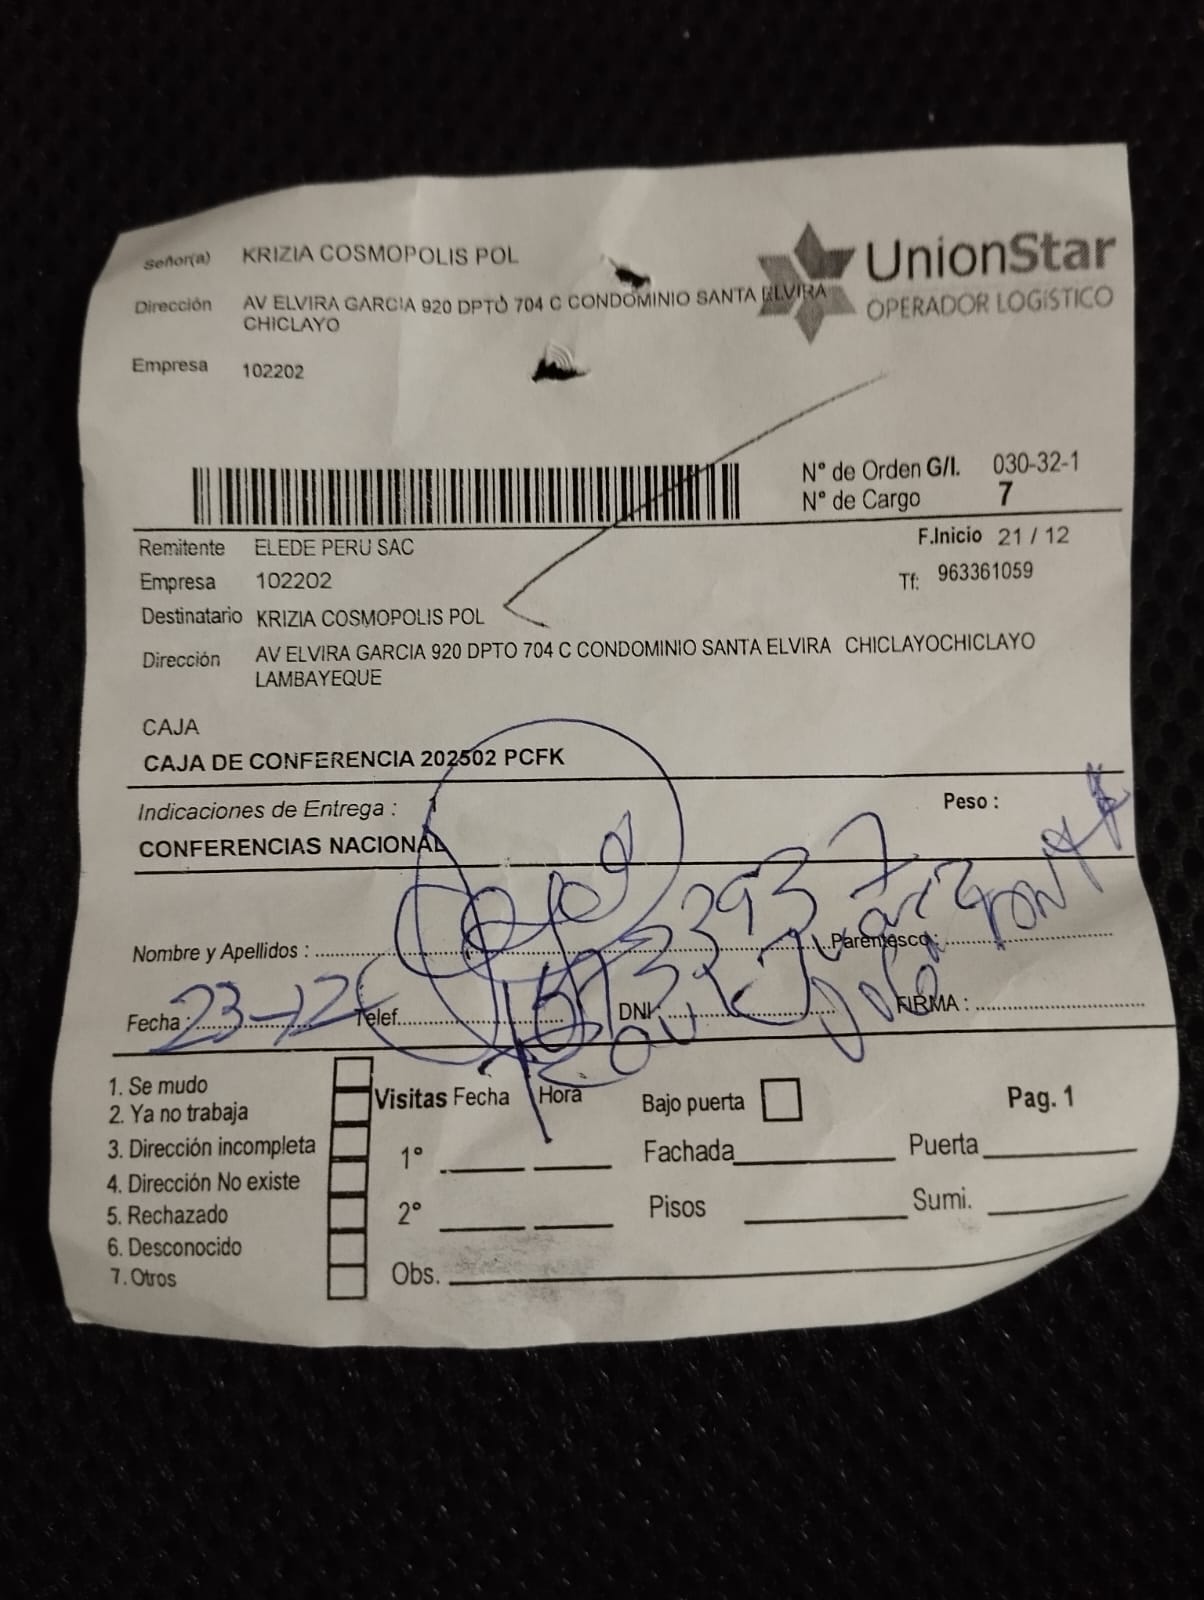 Señor(a) KRIZIA COSMOPOLIS POL
UnionStar
OPERADOR LOGÍSTICO
Dirección AV ELVIRA GARCIA 920 DPTO 704 C CONDOMINIO SANTA ELVIRA
CHICLAYO
Empresa 102202
N° de Orden G/I. 030-32-1
N° de Cargo 7
Remitente ELEDE PERU SAC
F.Inicio 21 / 12
Empresa 102202
Tf: 963361059
Destinatario KRIZIA COSMOPOLIS POL
Dirección AV ELVIRA GARCIA 920 DPTO 704 C CONDOMINIO SANTA ELVIRA CHICLAYOCHICLAYO
LAMBAYEQUE
CAJA
CAJA DE CONFERENCIA 202502 PCFK
Indicaciones de Entrega :
Peso :
CONFERENCIAS NACIONAL
Nombre y Apellidos :
Parentesco:
Fecha : 23-12 Telef. DNI. FIRMA :
1. Se mudo
2. Ya no trabaja
3. Dirección incompleta
4. Dirección No existe
5. Rechazado
6. Desconocido
7. Otros
Visitas Fecha Hora Bajo puerta Pag. 1
1° Fachada Puerta
2° Pisos Sumi.
Obs.